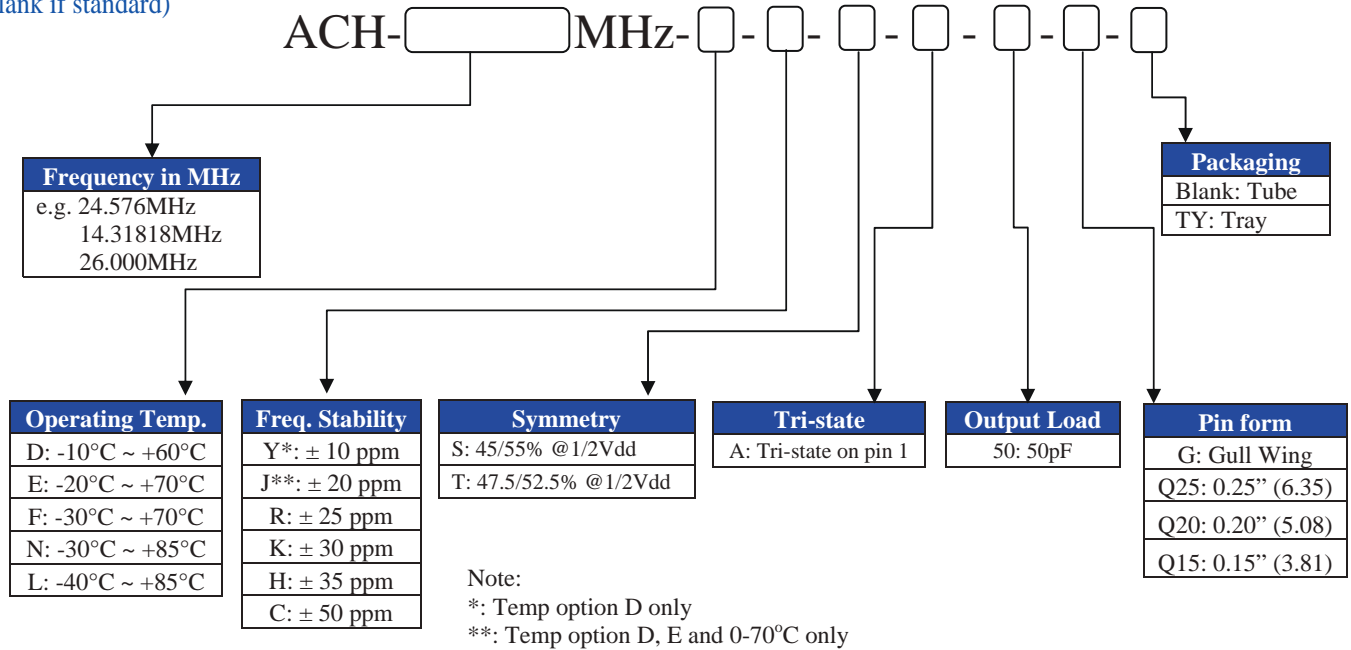 lank if standard)
ACH- MHz- - - - - - -
Frequency in MHz
e.g. 24.576MHz
14.31818MHz
26.000MHz
Packaging
Blank: Tube
TY: Tray
Operating Temp.
D: -10°C ~ +60°C
E: -20°C ~ +70°C
F: -30°C ~ +70°C
N: -30°C ~ +85°C
L: -40°C ~ +85°C
Freq. Stability
Y*: ± 10 ppm
J**: ± 20 ppm
R: ± 25 ppm
K: ± 30 ppm
H: ± 35 ppm
C: ± 50 ppm
Symmetry
S: 45/55% @1/2Vdd
T: 47.5/52.5% @1/2Vdd
Tri-state
A: Tri-state on pin 1
Output Load
50: 50pF
Pin form
G: Gull Wing
Q25: 0.25” (6.35)
Q20: 0.20” (5.08)
Q15: 0.15” (3.81)
Note:
*: Temp option D only
**: Temp option D, E and 0-70°C only